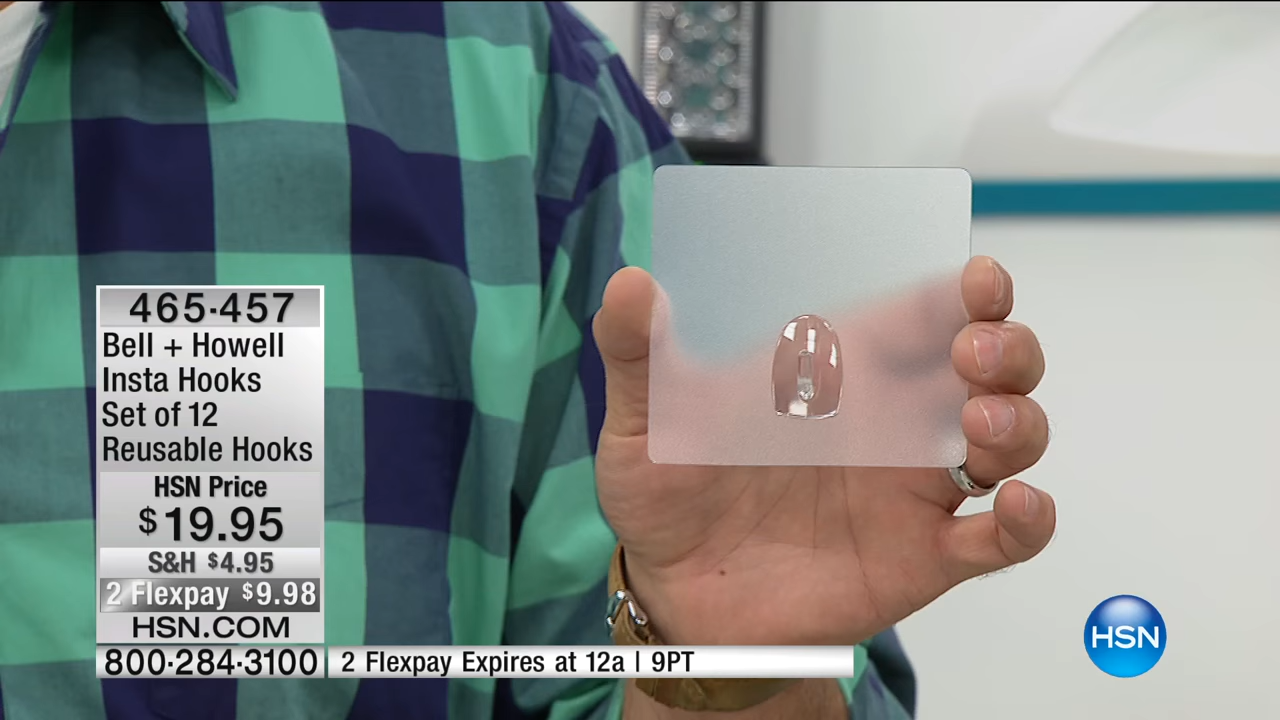 465·457
Bell + Howell
Insta Hooks
Set of 12
Reusable Hooks
HSN Price
$19.95
S&H $4.95
2 Flexpay $9.98
HSN.COM
800·284·3100
2 Flexpay Expires at 12a | 9PT
HSN